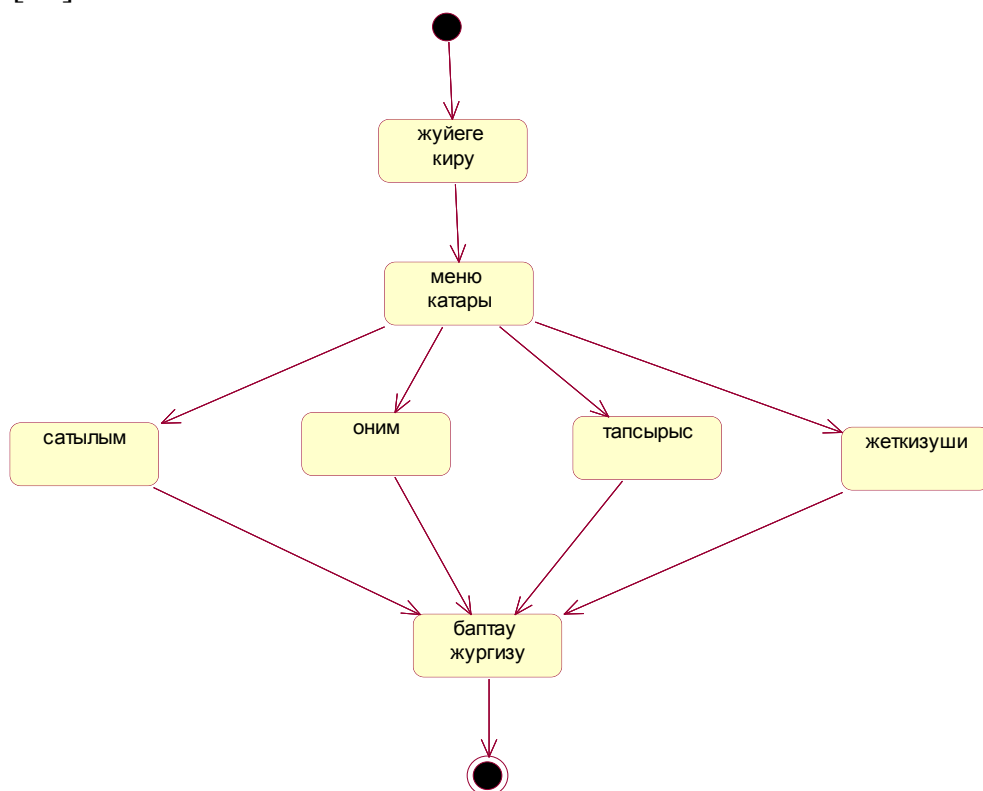 жуйеге
киру
меню
катары
сатылым
оним
тапсырыс
жеткизуши
баптау
жургизу